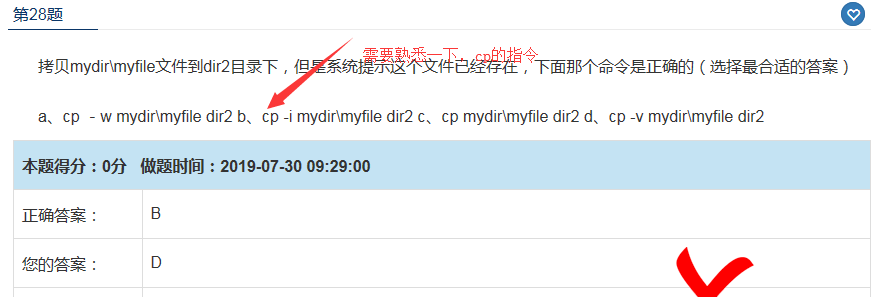 第28题
需要熟悉一下，cp的指令
拷贝mydir\myfile文件到dir2目录下，但是系统提示这个文件已经存在，下面那个命令是正确的（选择最合适的答案）
a、cp －w mydir\myfile dir2 b、cp -i mydir\myfile dir2 c、cp mydir\myfile dir2 d、cp -v mydir\myfile dir2
本题得分：0分 做题时间：2019-07-30 09:29:00
正确答案： B
您的答案： D